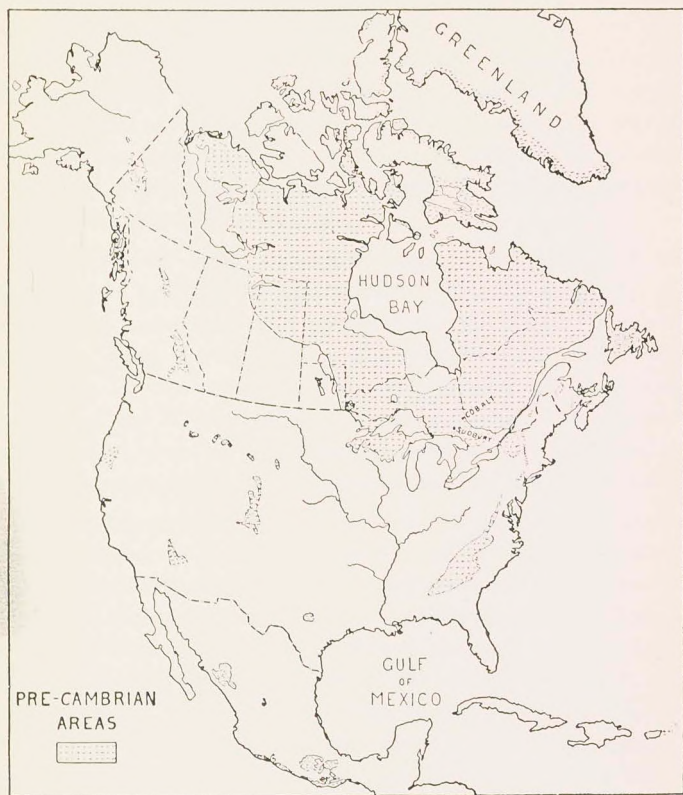 GREENLAND
HUDSON
BAY
COBALT
SUDBURY
GULF
OF
MEXICO
PRE-CAMBRIAN
AREAS